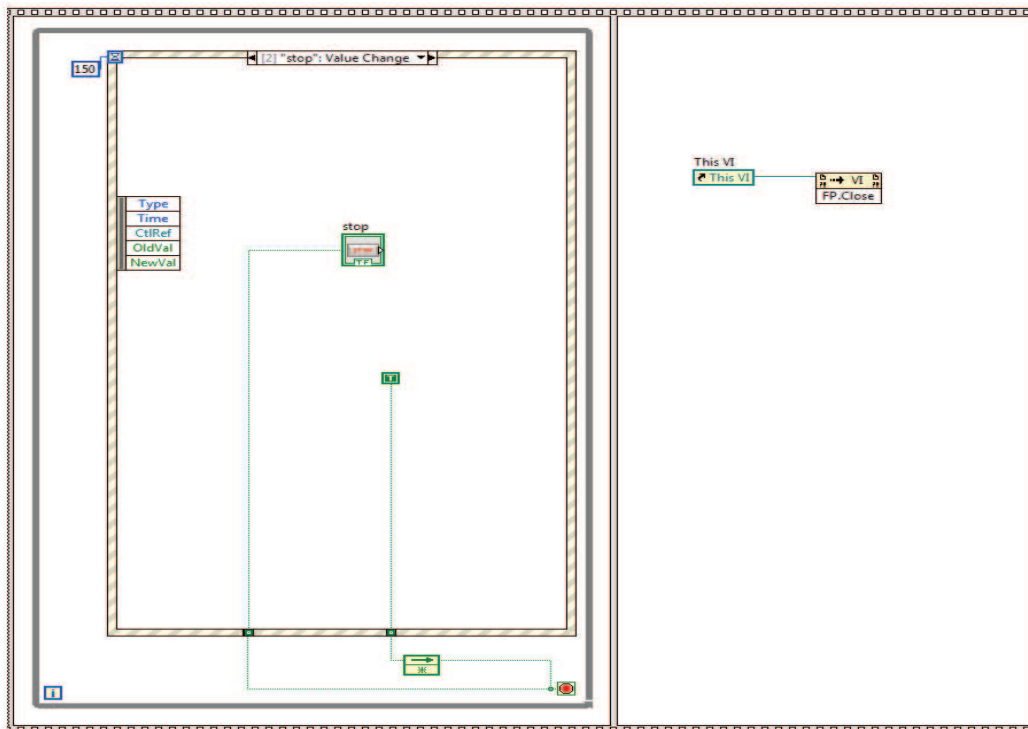 150
[2] "stop": Value Change
Type
Time
CtlRef
OldVal
NewVal
stop
TF
T
i
This VI
This VI
VI
FP.Close